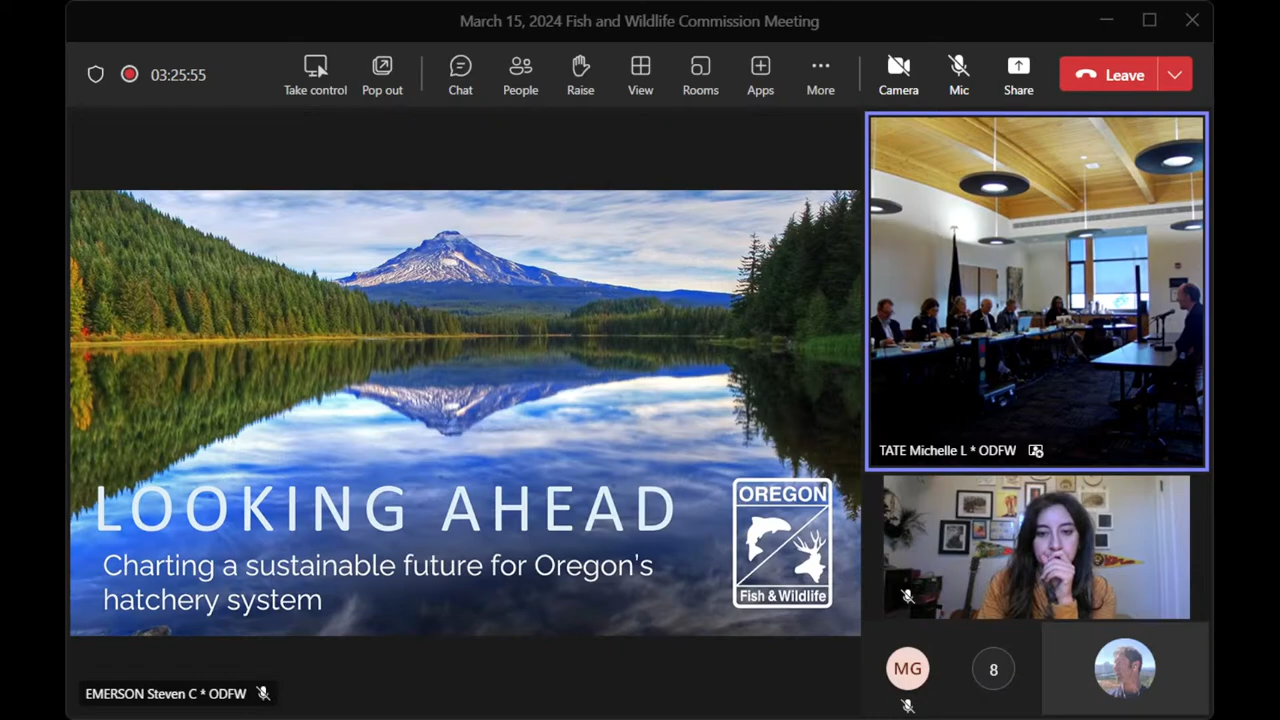 March 15, 2024 Fish and Wildlife Commission Meeting
03:25:55
Take control
Pop out
Chat
People
Raise
View
Rooms
Apps
More
Camera
Mic
Share
Leave
LOOKING AHEAD
Charting a sustainable future for Oregon's
hatchery system
OREGON
Fish & Wildlife
TATE Michelle L * ODFW
MG
8
EMERSON Steven C * ODFW